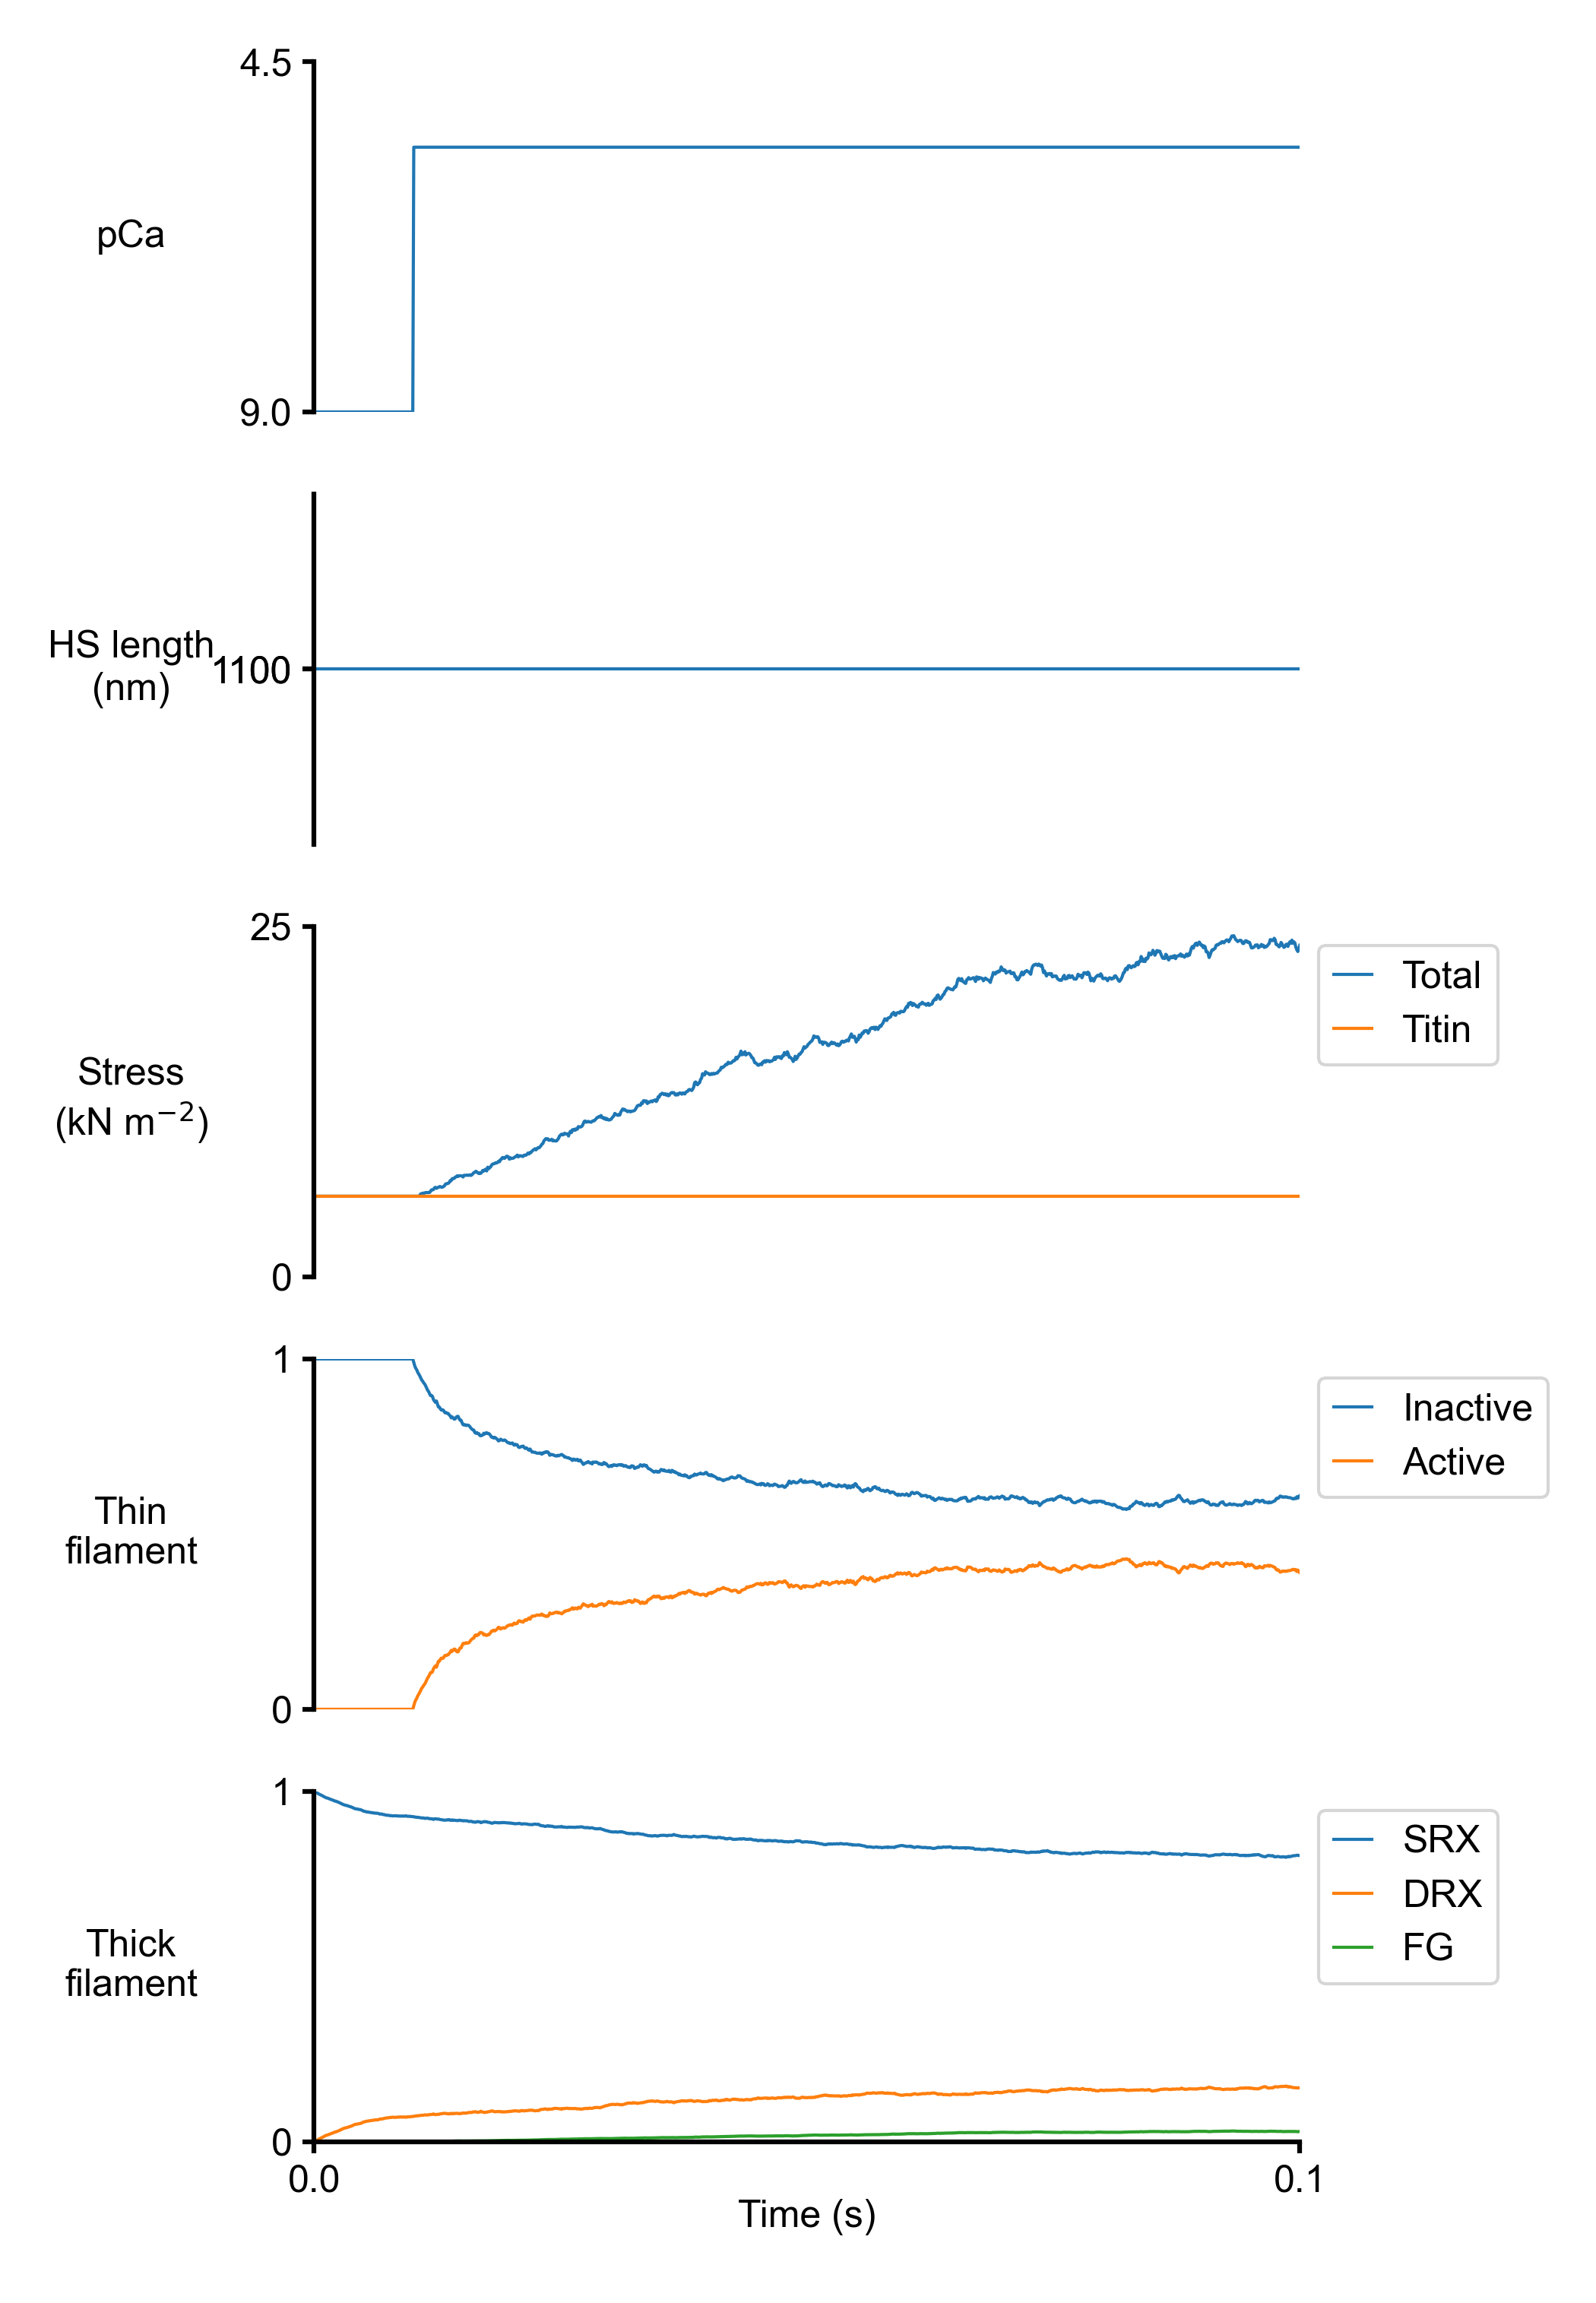 4.5
pCa
9.0
HS length
(nm)
1100
25
Stress
(kN m⁻²)
0
Total
Titin
1
Thin
filament
0
Inactive
Active
1
Thick
filament
0
SRX
DRX
FG
0.0
0.1
Time (s)